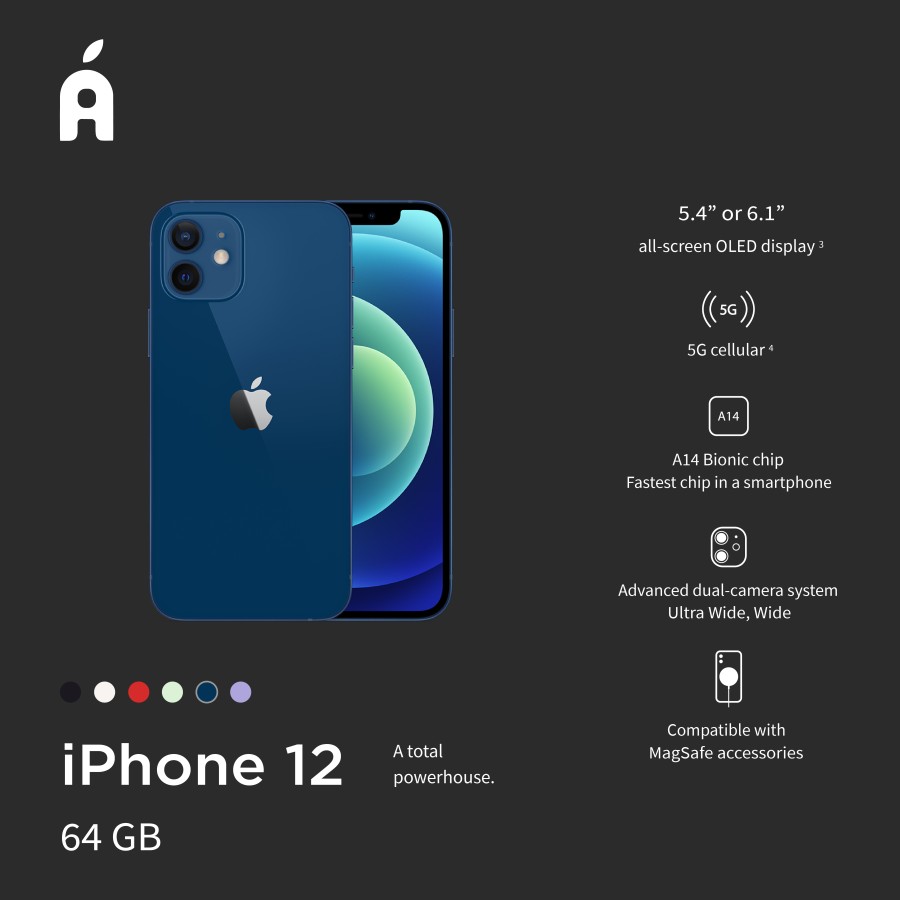 5.4” or 6.1”
all-screen OLED display ³
5G
5G cellular ⁴
A14
A14 Bionic chip
Fastest chip in a smartphone
Advanced dual-camera system
Ultra Wide, Wide
Compatible with
MagSafe accessories
iPhone 12
A total
powerhouse.
64 GB